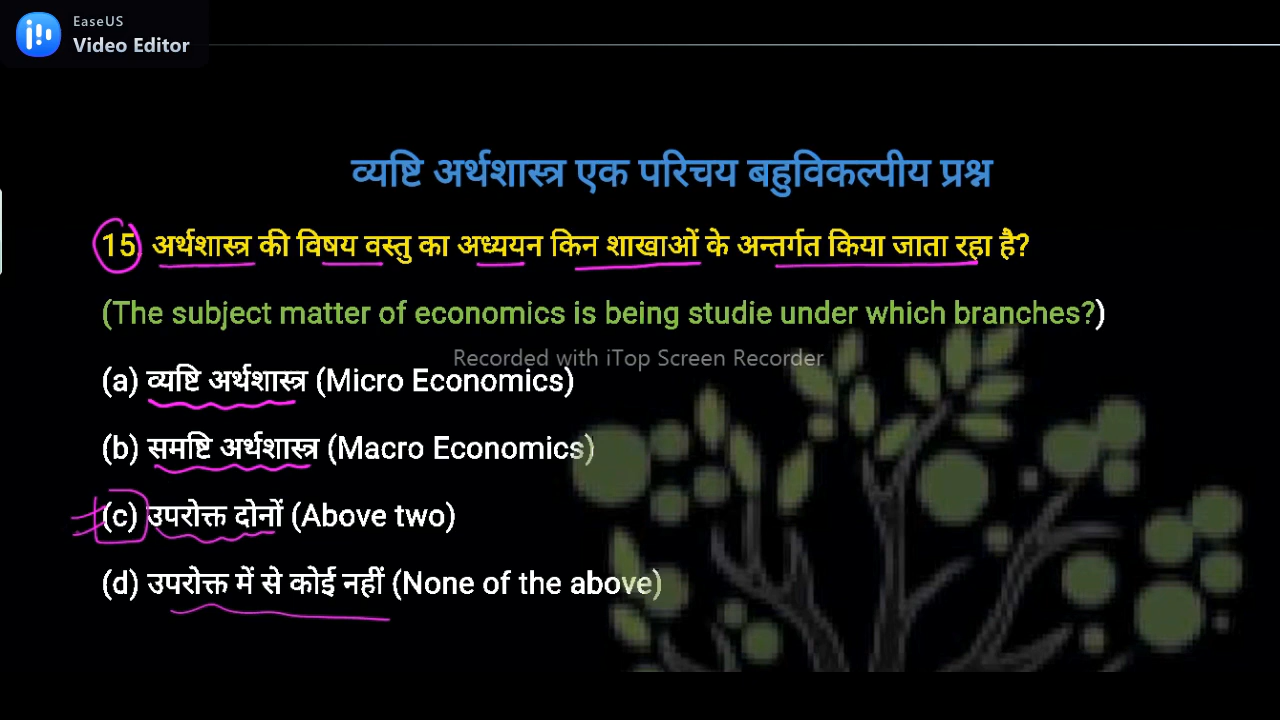 EaseUS
Video Editor
व्यष्टि अर्थशास्त्र एक परिचय बहुविकल्पीय प्रश्न
15. अर्थशास्त्र की विषय वस्तु का अध्ययन किन शाखाओं के अन्तर्गत किया जाता रहा है?
(The subject matter of economics is being studie under which branches?)
Recorded with iTop Screen Recorder
(a) व्यष्टि अर्थशास्त्र (Micro Economics)
(b) समष्टि अर्थशास्त्र (Macro Economics)
(c) उपरोक्त दोनों (Above two)
(d) उपरोक्त में से कोई नहीं (None of the above)